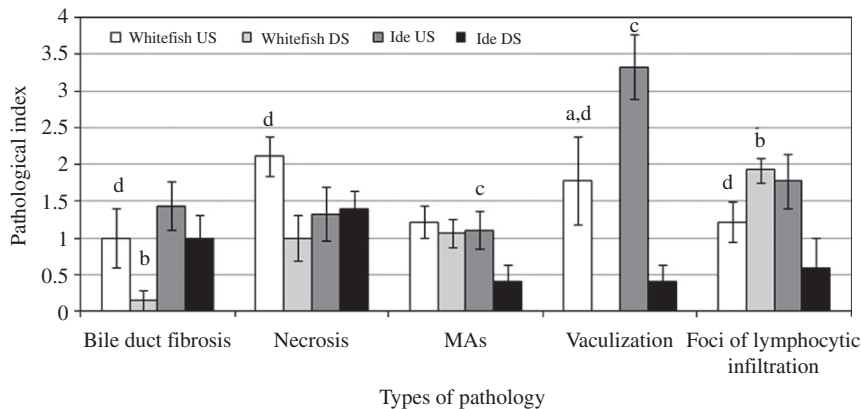 4
Whitefish US Whitefish DS Ide US Ide DS
c
3.5
3
a,d
2.5
d
b
2
d
c
d
1.5
b
1
0.5
0
Pathological index
Bile duct fibrosis Necrosis MAs Vaculization Foci of lymphocytic
infiltration
Types of pathology